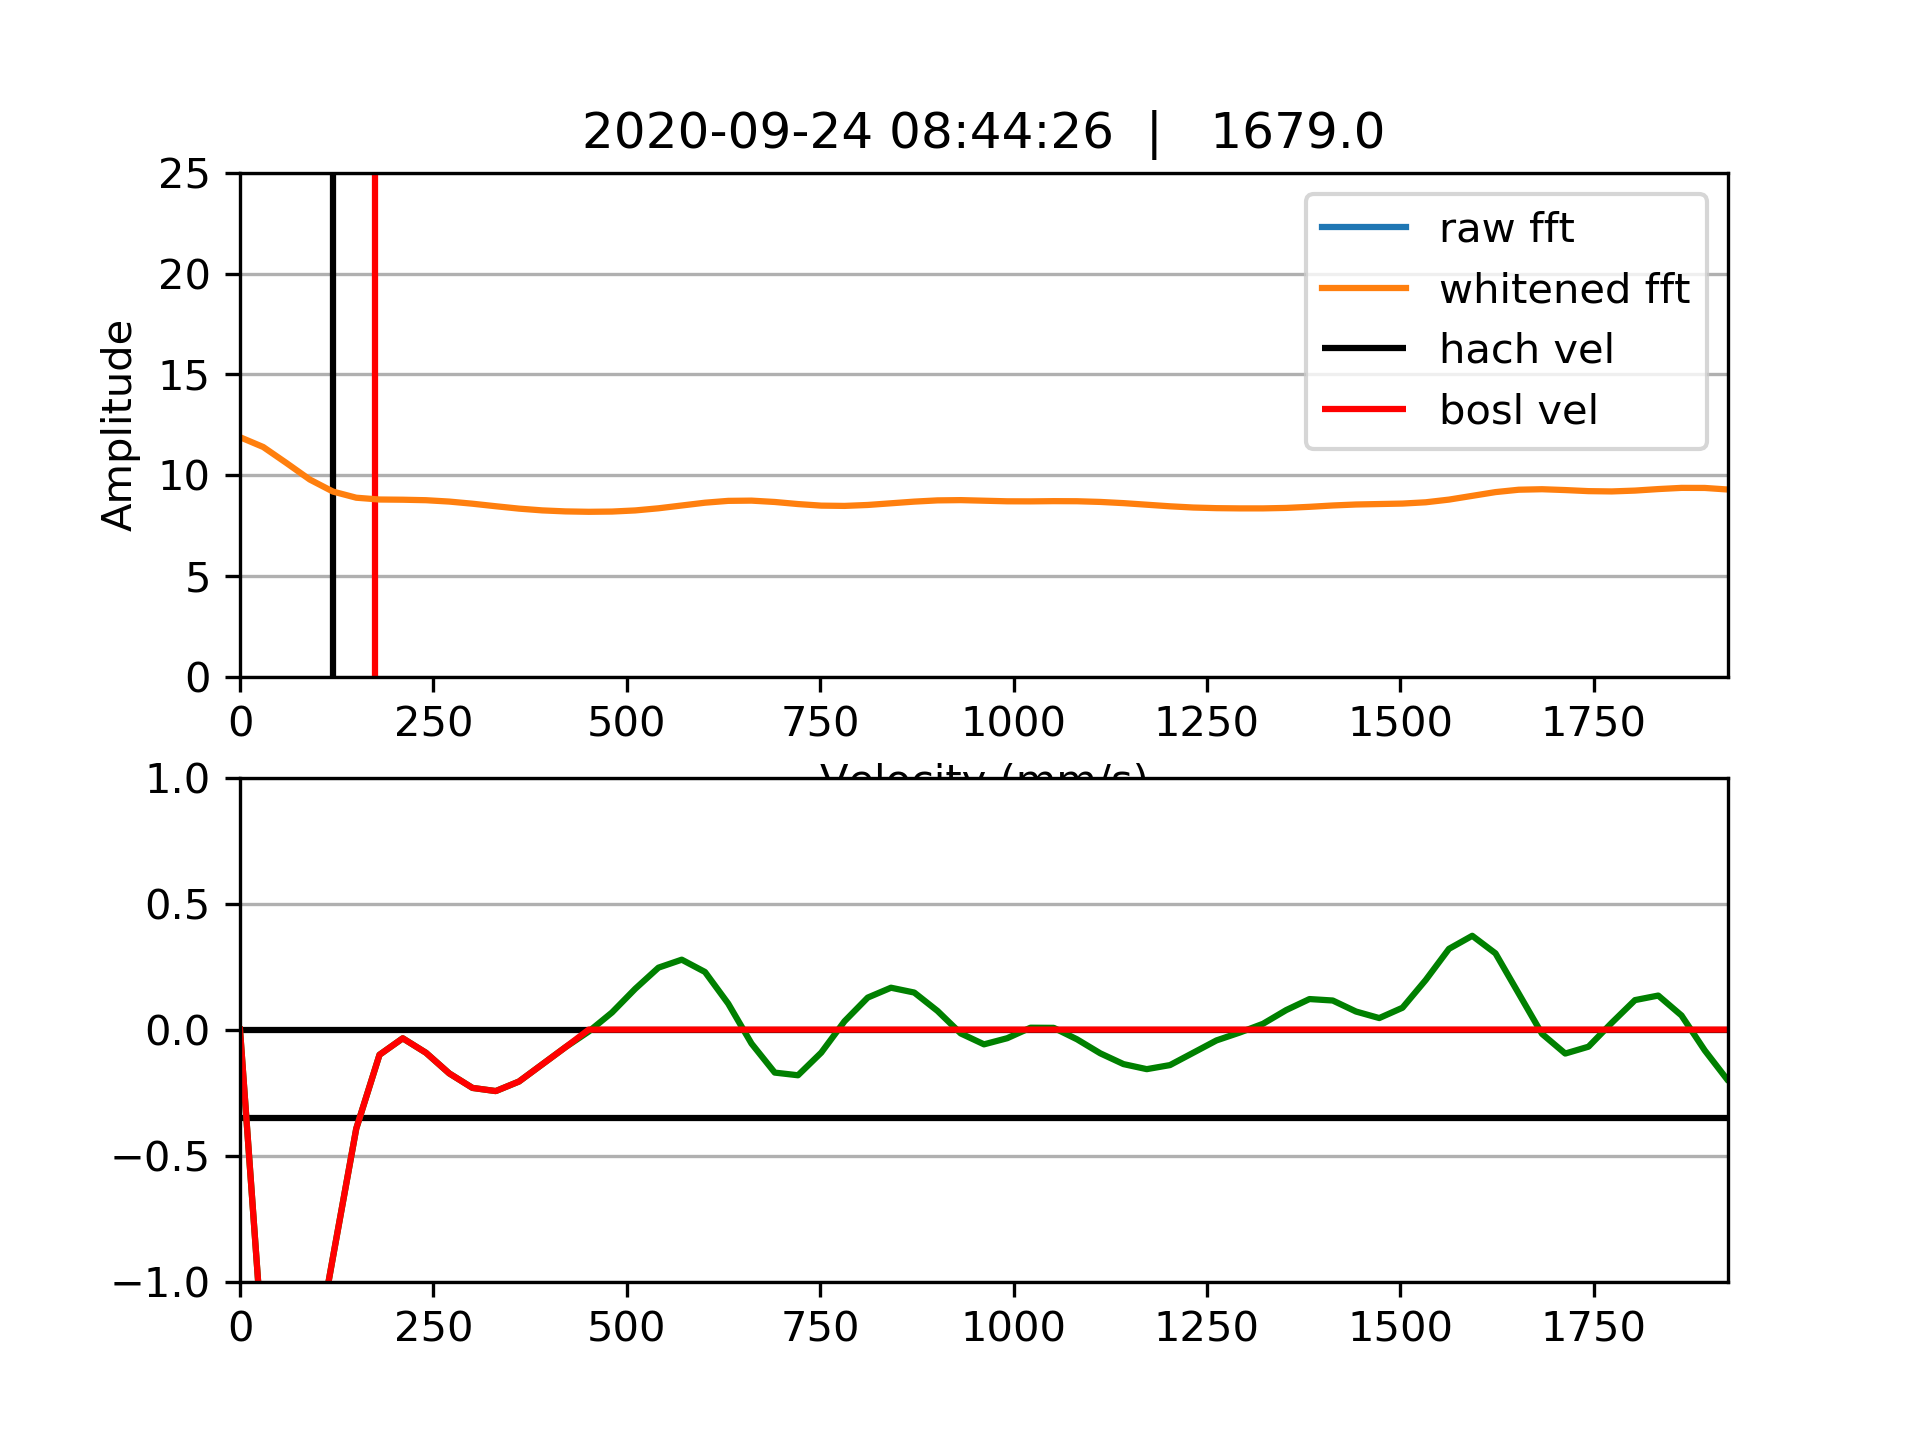 2020-09-24 08:44:26 | 1679.0
25
20
15
10
5
0
Amplitude
raw fft
whitened fft
hach vel
bosl vel
0 250 500 750 1000 1250 1500 1750
Velocity (mm/s)
1.0
0.5
0.0
−0.5
−1.0
0 250 500 750 1000 1250 1500 1750